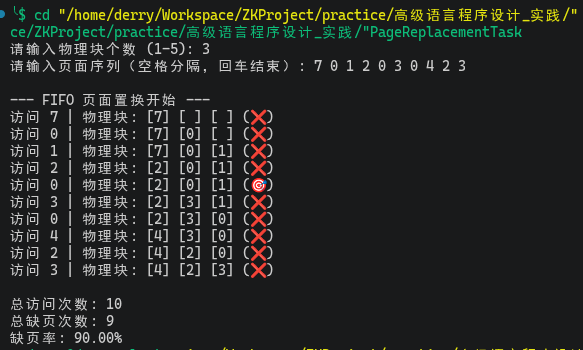 ╰$ cd "/home/derry/Workspace/ZKProject/practice/高级语言程序设计_实践/"
ce/ZKProject/practice/高级语言程序设计_实践/"PageReplacementTask
请输入物理块个数 (1-5): 3
请输入页面序列（空格分隔，回车结束）: 7 0 1 2 0 3 0 4 2 3
--- FIFO 页面置换开始 ---
访问 7 | 物理块: [7] [ ] [ ] (❌)
访问 0 | 物理块: [7] [0] [ ] (❌)
访问 1 | 物理块: [7] [0] [1] (❌)
访问 2 | 物理块: [2] [0] [1] (❌)
访问 0 | 物理块: [2] [0] [1] (🎯)
访问 3 | 物理块: [2] [3] [1] (❌)
访问 0 | 物理块: [2] [3] [0] (❌)
访问 4 | 物理块: [4] [3] [0] (❌)
访问 2 | 物理块: [4] [2] [0] (❌)
访问 3 | 物理块: [4] [2] [3] (❌)
总访问次数: 10
总缺页次数: 9
缺页率: 90.00%